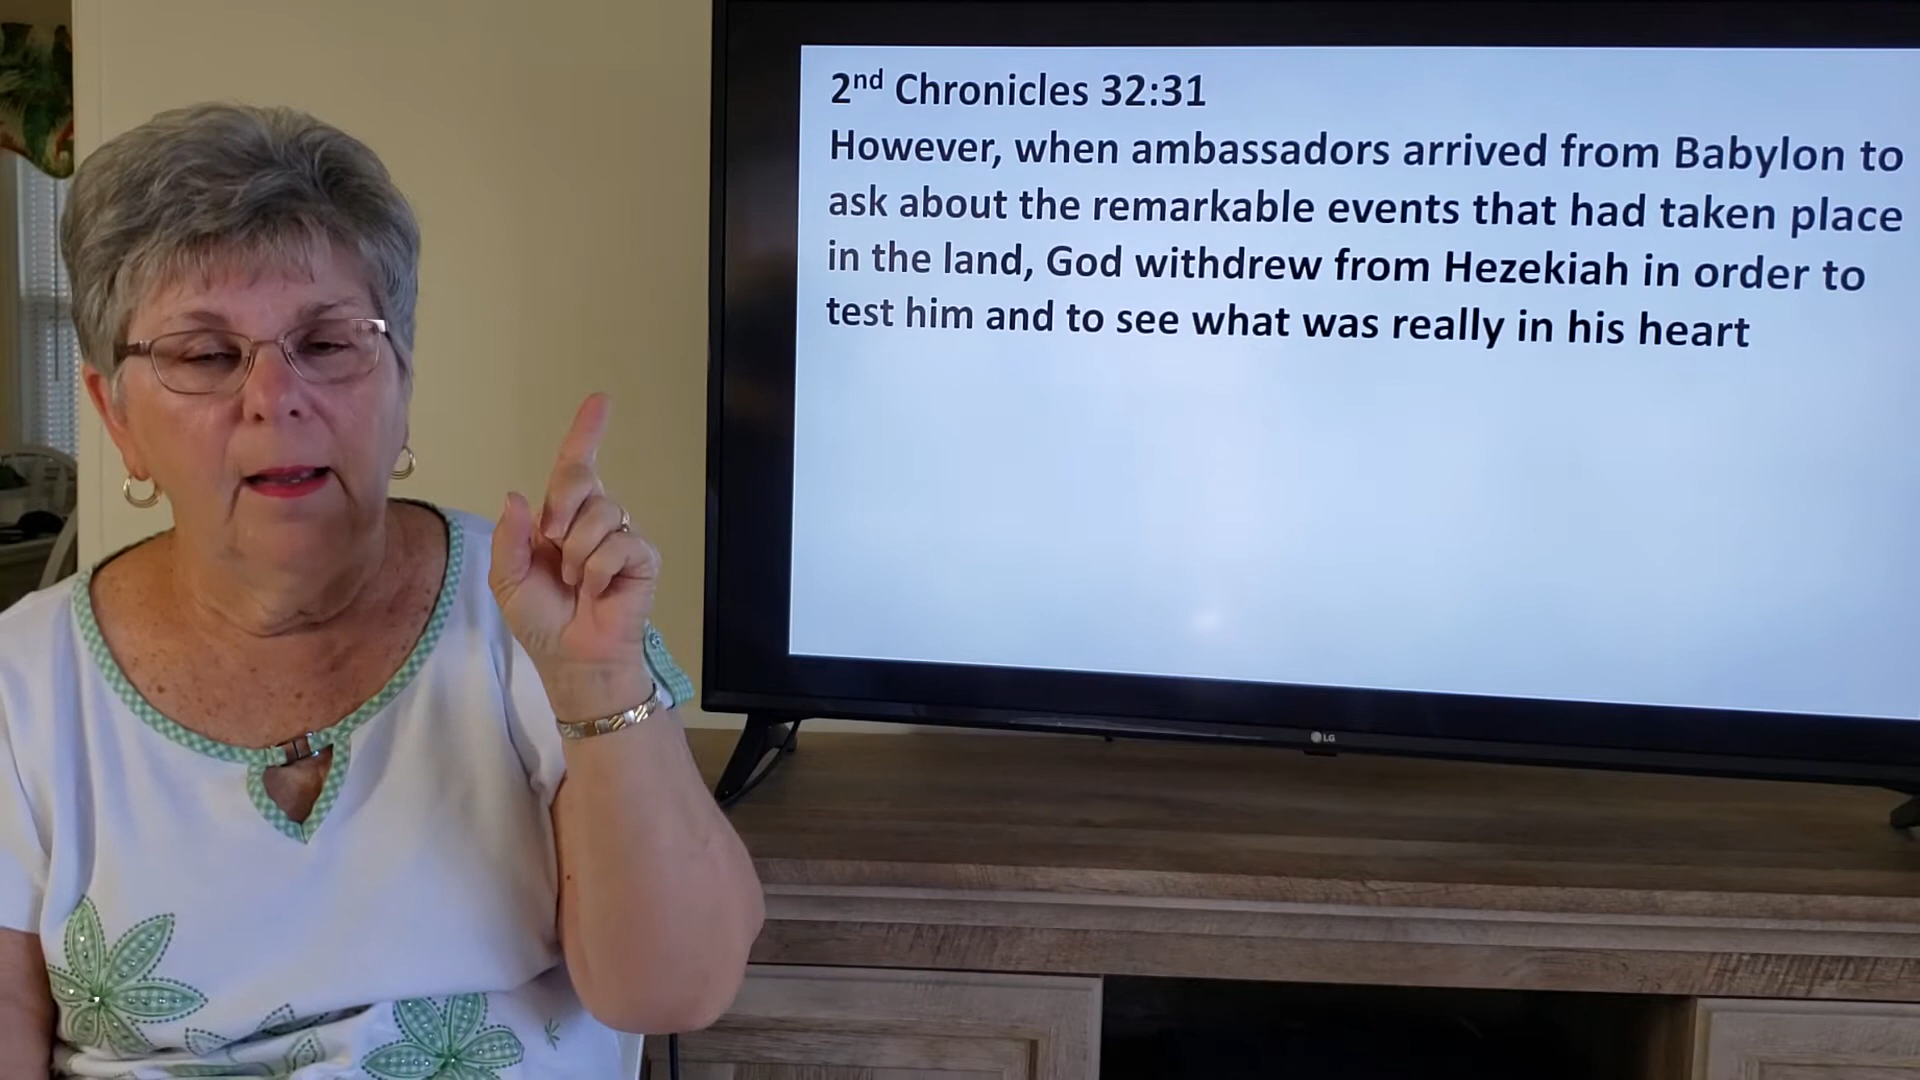 2nd Chronicles 32:31
However, when ambassadors arrived from Babylon to
ask about the remarkable events that had taken place
in the land, God withdrew from Hezekiah in order to
test him and to see what was really in his heart
LG